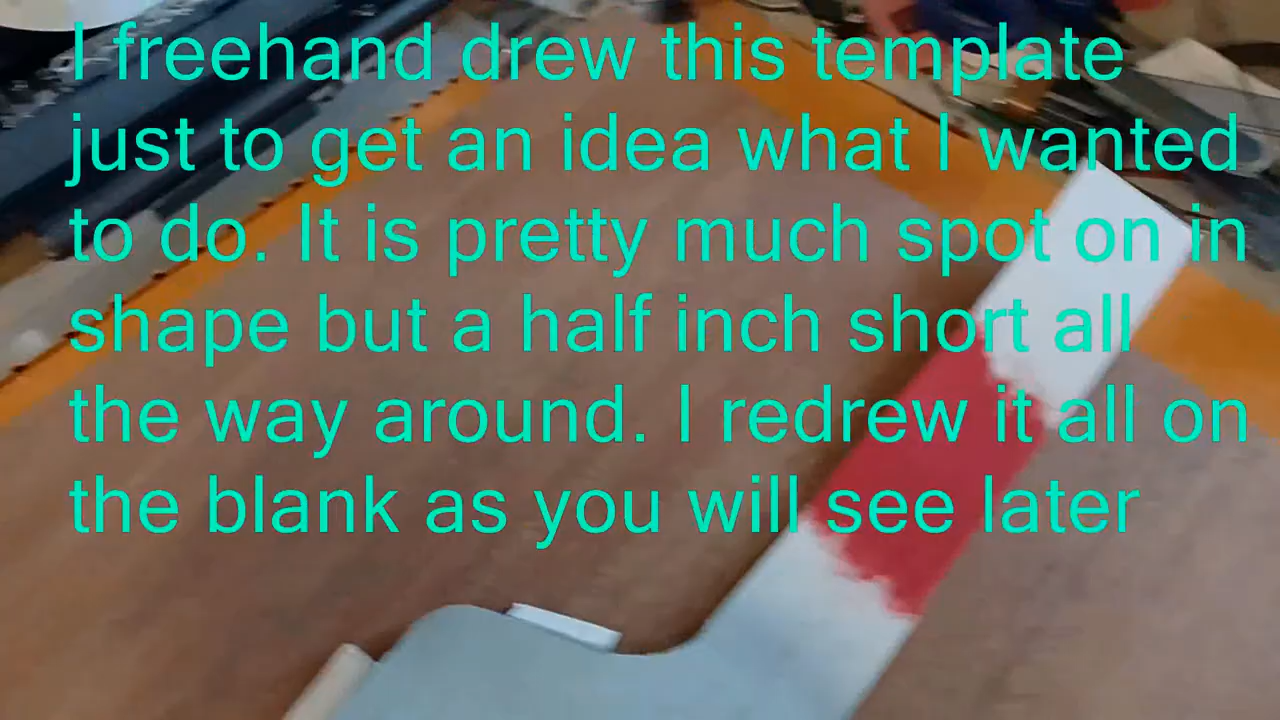 I freehand drew this template
just to get an idea what I wanted
to do. It is pretty much spot on in
shape but a half inch short all
the way around. I redrew it all on
the blank as you will see later